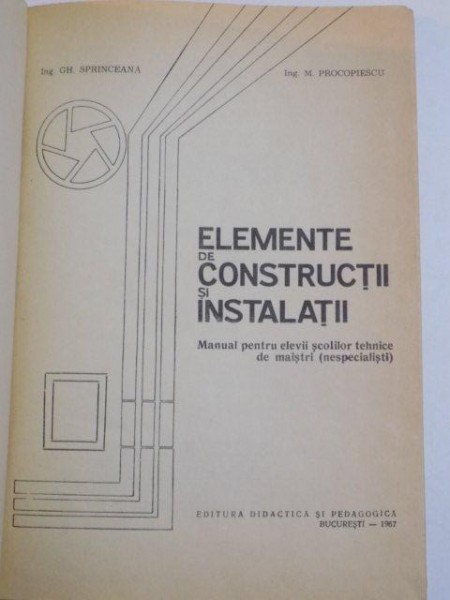 Ing GH. SPRINCEANĂ
Ing M. PROCOPIESCU
ELEMENTE
DE
CONSTRUCȚII
ȘI
INSTALAȚII
Manual pentru elevii școlilor tehnice
de maiștri (nespecialiști)
EDITURA DIDACTICĂ ȘI PEDAGOGICĂ
BUCUREȘTI — 1967